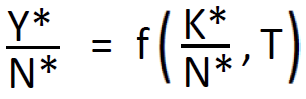 Y*/N* = f(K*/N*, T)